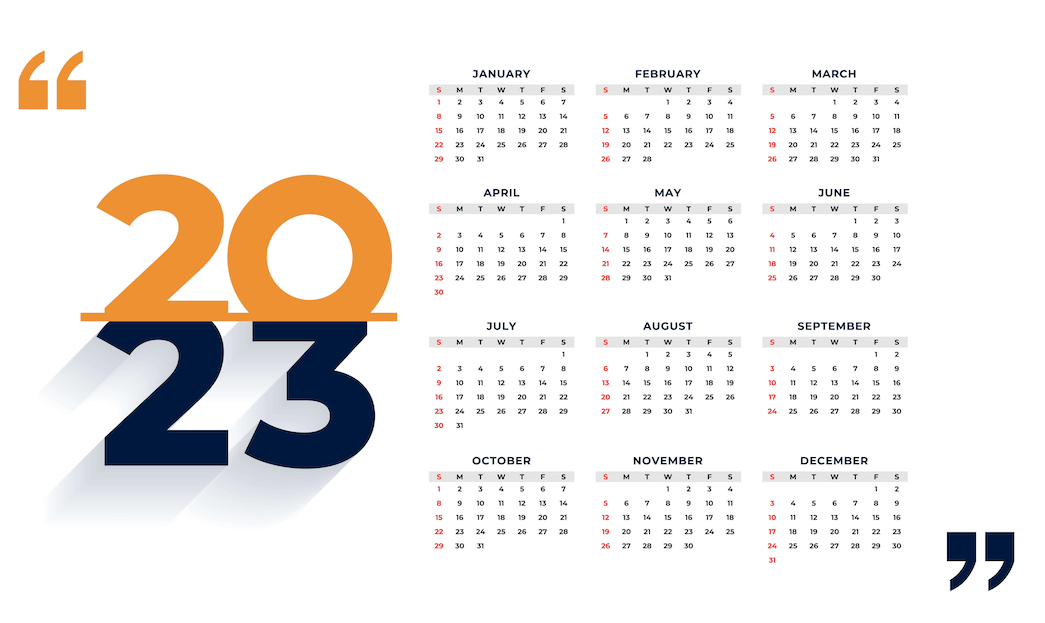 “
20
23
JANUARY
S M T W T F S
1 2 3 4 5 6 7
8 9 10 11 12 13 14
15 16 17 18 19 20 21
22 23 24 25 26 27 28
29 30 31
FEBRUARY
S M T W T F S
1 2 3 4
5 6 7 8 9 10 11
12 13 14 15 16 17 18
19 20 21 22 23 24 25
26 27 28
MARCH
S M T W T F S
1 2 3 4
5 6 7 8 9 10 11
12 13 14 15 16 17 18
19 20 21 22 23 24 25
26 27 28 29 30 31
APRIL
S M T W T F S
1
2 3 4 5 6 7 8
9 10 11 12 13 14 15
16 17 18 19 20 21 22
23 24 25 26 27 28 29
30
MAY
S M T W T F S
1 2 3 4 5 6
7 8 9 10 11 12 13
14 15 16 17 18 19 20
21 22 23 24 25 26 27
28 29 30 31
JUNE
S M T W T F S
1 2 3
4 5 6 7 8 9 10
11 12 13 14 15 16 17
18 19 20 21 22 23 24
25 26 27 28 29 30
JULY
S M T W T F S
1
2 3 4 5 6 7 8
9 10 11 12 13 14 15
16 17 18 19 20 21 22
23 24 25 26 27 28 29
30 31
AUGUST
S M T W T F S
1 2 3 4 5
6 7 8 9 10 11 12
13 14 15 16 17 18 19
20 21 22 23 24 25 26
27 28 29 30 31
SEPTEMBER
S M T W T F S
1 2
3 4 5 6 7 8 9
10 11 12 13 14 15 16
17 18 19 20 21 22 23
24 25 26 27 28 29 30
OCTOBER
S M T W T F S
1 2 3 4 5 6 7
8 9 10 11 12 13 14
15 16 17 18 19 20 21
22 23 24 25 26 27 28
29 30 31
NOVEMBER
S M T W T F S
1 2 3 4
5 6 7 8 9 10 11
12 13 14 15 16 17 18
19 20 21 22 23 24 25
26 27 28 29 30
DECEMBER
S M T W T F S
1 2
3 4 5 6 7 8 9
10 11 12 13 14 15 16
17 18 19 20 21 22 23
24 25 26 27 28 29 30
31
”